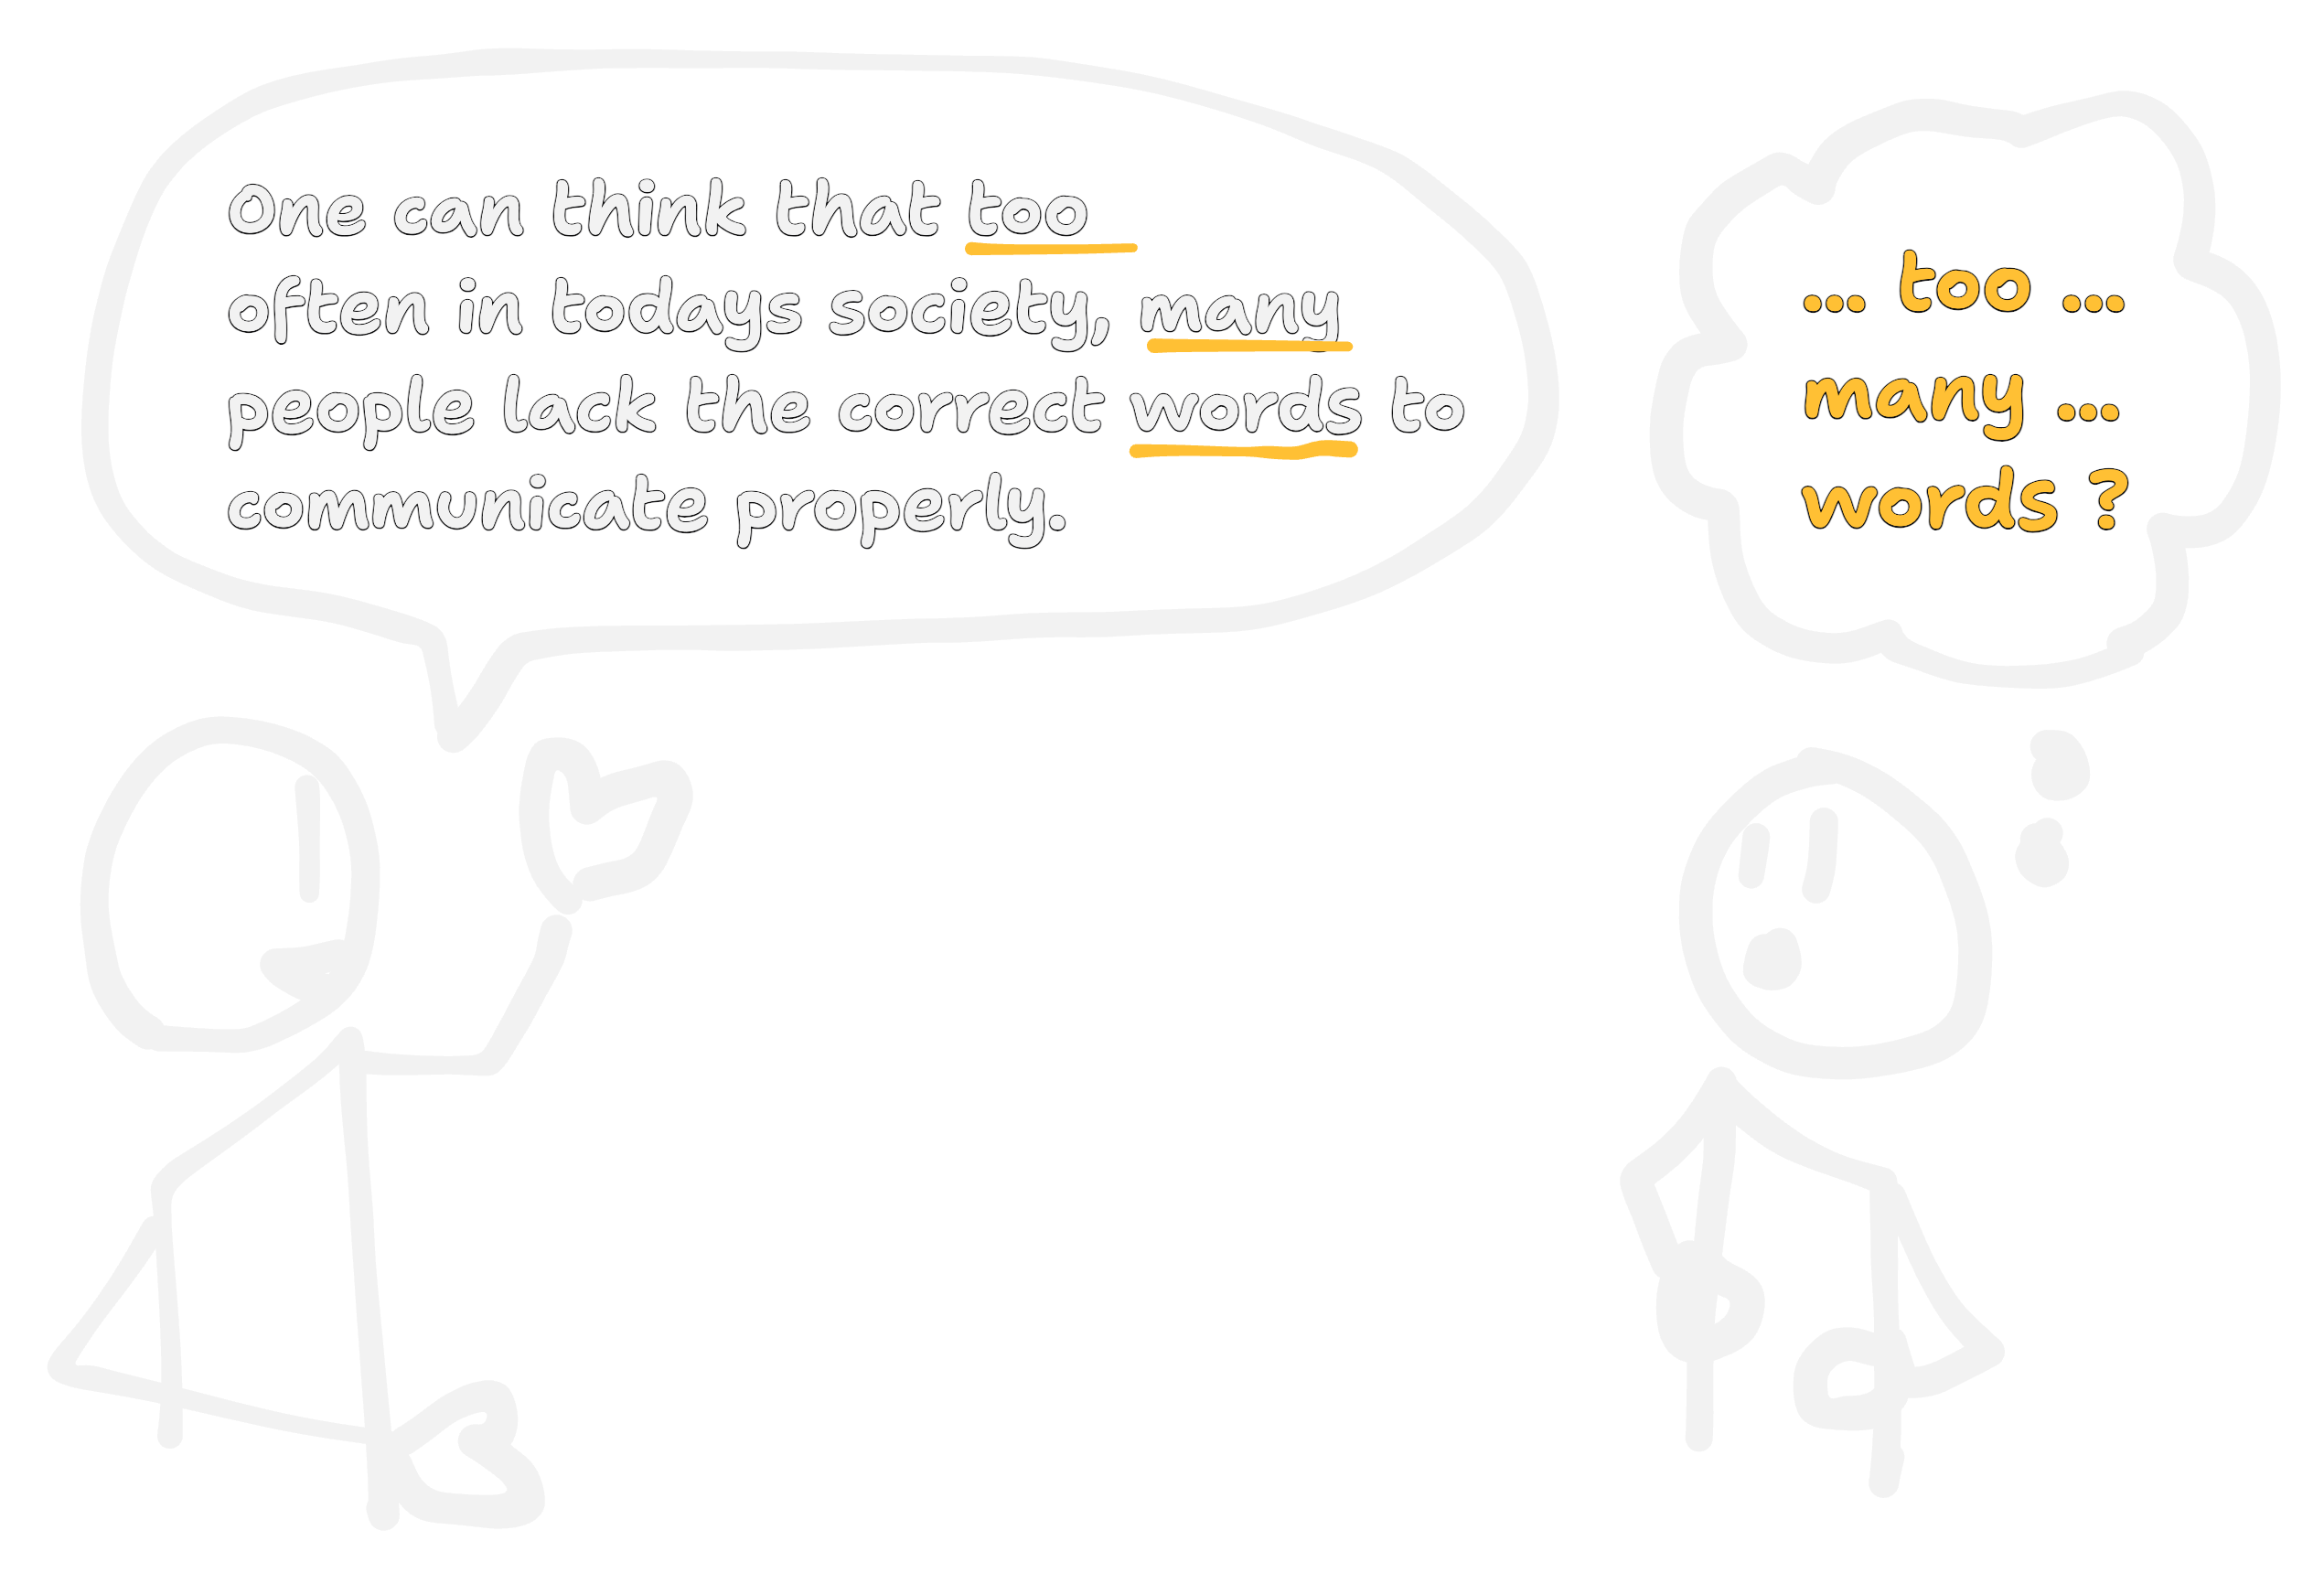 One can think that too
often in todays society, many
people lack the correct words to
communicate properly.
... too ...
many ...
words ?